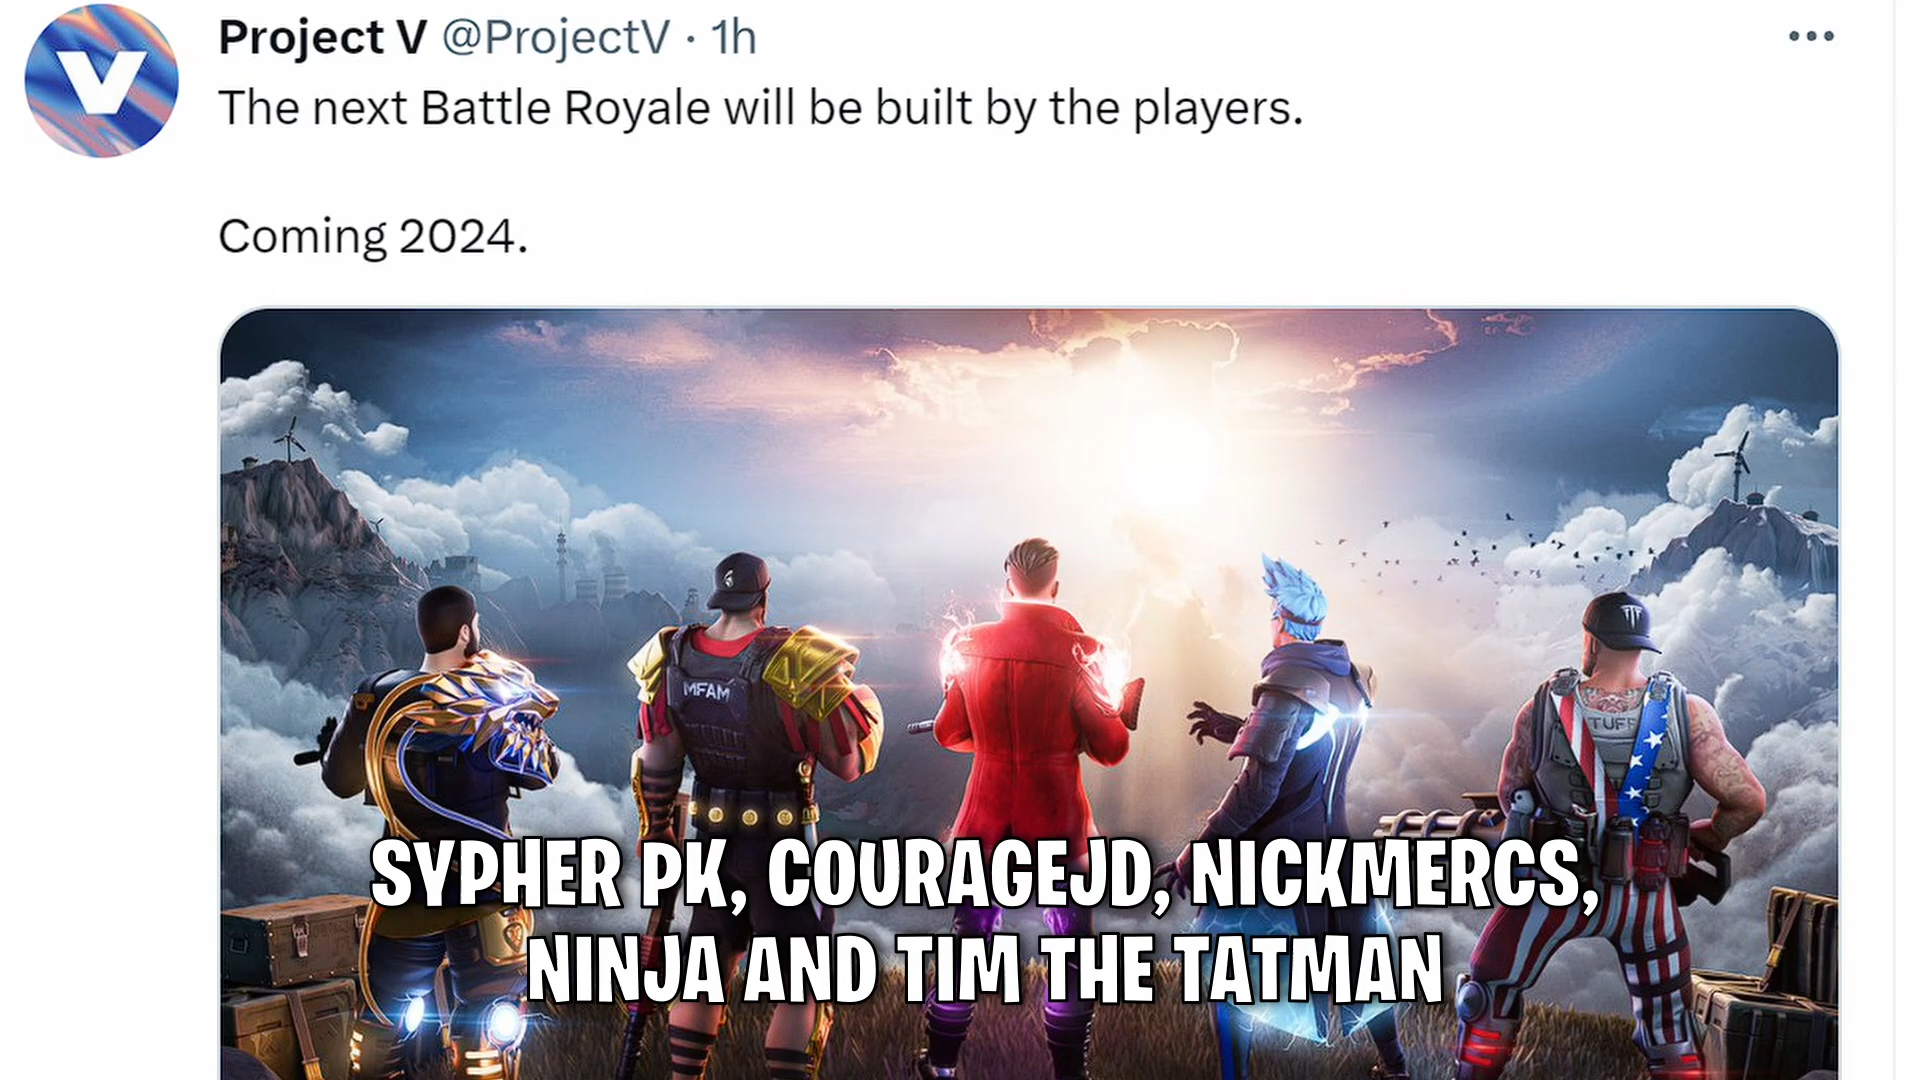 V
Project V @ProjectV · 1h
The next Battle Royale will be built by the players.
Coming 2024.
MFAM
TUFF
SYPHER PK, COURAGEJD, NICKMERCS,
NINJA AND TIM THE TATMAN